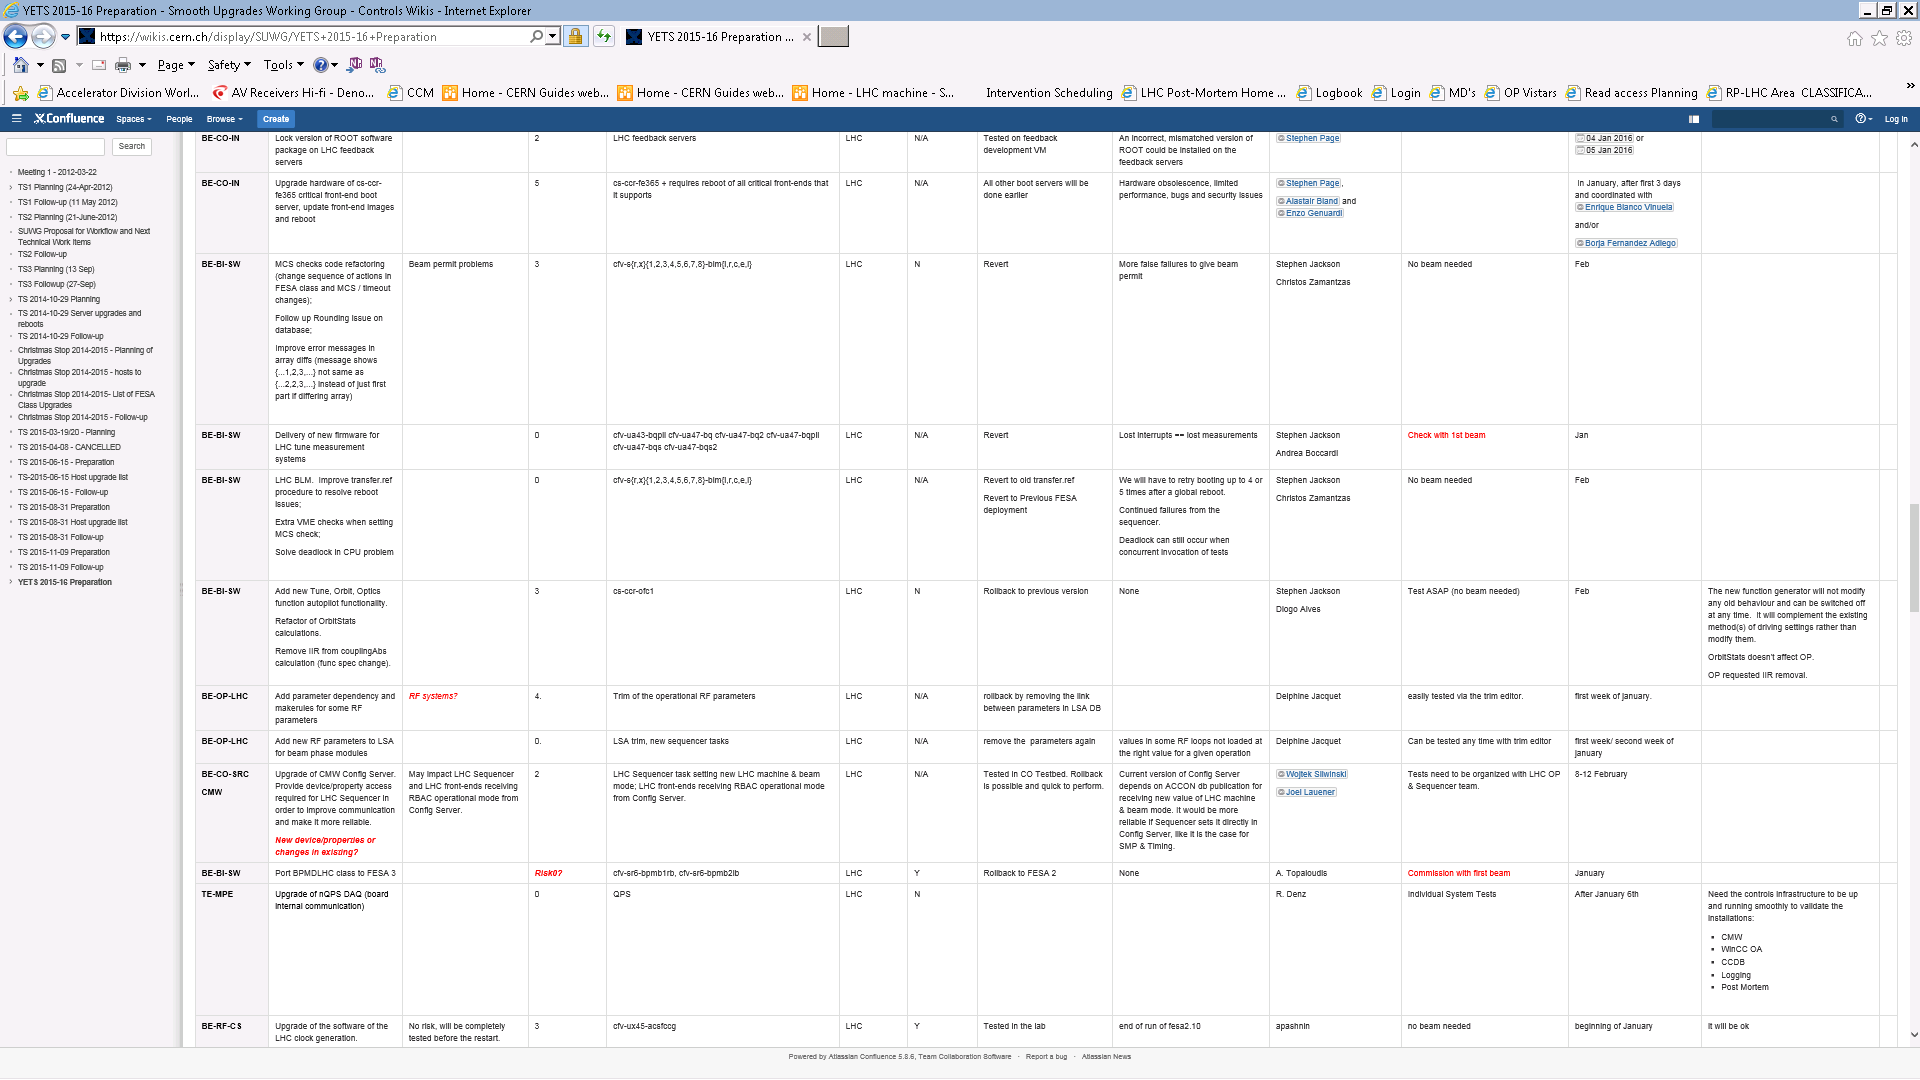 YETS 2015-16 Preparation - Smooth Upgrades Working Group - Controls Wikis - Internet Explorer
https://wikis.cern.ch/display/SUWG/YETS+2015-16+Preparation
YETS 2015-16 Preparation ...
Page Safety Tools
Accelerator Division Worl... AV Receivers Hi-fi - Deno... CCM Home - CERN Guides web... Home - CERN Guides web... Home - LHC machine - S... Intervention Scheduling LHC Post-Mortem Home ... Logbook Login MD's OP Vistars Read access Planning RP-LHC Area CLASSIFICA... »
Confluence Spaces People Browse Create Log in
Search
Meeting 1 - 2012-03-22
TS1 Planning (24-Apr-2012)
TS1 Follow-up (11 May 2012)
TS2 Planning (21-June-2012)
SUWG Proposal for Workflow and Next
Technical Work Items
TS2 Follow-up
TS3 Planning (13 Sep)
TS3 Followup (27-Sep)
TS 2014-10-29 Planning
TS 2014-10-29 Server upgrades and
reboots
TS 2014-10-29 Follow-up
Christmas Stop 2014-2015 - Planning of
Upgrades
Christmas Stop 2014-2015 - hosts to
upgrade
Christmas Stop 2014-2015- List of FESA
Class Upgrades
Christmas Stop 2014-2015 - Follow-up
TS 2015-03-19/20 - Planning
TS 2015-04-08 - CANCELLED
TS 2015-06-15 - Preparation
TS-2015-06-15 Host upgrade list
TS 2015-06-15 - Follow-up
TS 2015-08-31 Preparation
TS 2015-08-31 Host upgrade list
TS 2015-08-31 Follow-up
TS 2015-11-09 Preparation
TS 2015-11-09 Follow-up
YETS 2015-16 Preparation
BE-CO-IN
Lock version of ROOT software
package on LHC feedback
servers
2
LHC feedback servers
LHC
N/A
Tested on feedback
development VM
An incorrect, mismatched version of
ROOT could be installed on the
feedback servers
Stephen Page
04 Jan 2016 or
05 Jan 2016
BE-CO-IN
Upgrade hardware of cs-ccr-
fe365 critical front-end boot
server, update front-end images
and reboot
5
cs-ccr-fe365 + requires reboot of all critical front-ends that
it supports
LHC
N/A
All other boot servers will be
done earlier
Hardware obsolescence, limited
performance, bugs and security issues
Stephen Page,
Alastair Bland and
Enzo Genuardi
In January, after first 3 days
and coordinated with
Enrique Blanco Vinuela
and/or
Borja Fernandez Adiego
BE-BI-SW
MCS checks code refactoring
(change sequence of actions in
FESA class and MCS / timeout
changes);
Follow up Rounding issue on
database;
Improve error messages in
array diffs (message shows
{...1,2,3,...} not same as
{...2,2,3,...} instead of just first
part if differing array)
Beam permit problems
3
cfv-s{r,x}{1,2,3,4,5,6,7,8}-blm{l,r,c,e,i}
LHC
N
Revert
More false failures to give beam
permit
Stephen Jackson
Christos Zamantzas
No beam needed
Feb
BE-BI-SW
Delivery of new firmware for
LHC tune measurement
systems
0
cfv-ua43-bqpll cfv-ua47-bq cfv-ua47-bq2 cfv-ua47-bqpll
cfv-ua47-bqs cfv-ua47-bqs2
LHC
N/A
Revert
Lost interrupts == lost measurements
Stephen Jackson
Andrea Boccardi
Check with 1st beam
Jan
BE-BI-SW
LHC BLM. Improve transfer.ref
procedure to resolve reboot
issues;
Extra VME checks when setting
MCS check;
Solve deadlock in CPU problem
0
cfv-s{r,x}{1,2,3,4,5,6,7,8}-blm{l,r,c,e,i}
LHC
N/A
Revert to old transfer.ref
Revert to Previous FESA
deployment
We will have to retry booting up to 4 or
5 times after a global reboot.
Continued failures from the
sequencer.
Deadlock can still occur when
concurrent invocation of tests
Stephen Jackson
Christos Zamantzas
No beam needed
Feb
BE-BI-SW
Add new Tune, Orbit, Optics
function autopilot functionality.
Refactor of OrbitStats
calculations.
Remove IIR from couplingAbs
calculation (func spec change).
3
cs-ccr-ofc1
LHC
N
Rollback to previous version
None
Stephen Jackson
Diogo Alves
Test ASAP (no beam needed)
Feb
The new function generator will not modify
any old behaviour and can be switched off
at any time. It will complement the existing
method(s) of driving settings rather than
modify them.
OrbitStats doesn't affect OP.
OP requested IIR removal.
BE-OP-LHC
Add parameter dependency and
makerules for some RF
parameters
RF systems?
4.
Trim of the operational RF parameters
LHC
N/A
rollback by removing the link
between parameters in LSA DB
Delphine Jacquet
easily tested via the trim editor.
first week of january.
BE-OP-LHC
Add new RF parameters to LSA
for beam phase modules
0.
LSA trim, new sequencer tasks
LHC
N/A
remove the parameters again
values in some RF loops not loaded at
the right value for a given operation
Delphine Jacquet
Can be tested any time with trim editor
first week/ second week of
january
BE-CO-SRC
CMW
Upgrade of CMW Config Server.
Provide device/property access
required for LHC Sequencer in
order to improve communication
and make it more reliable.
New device/properties or
changes in existing?
May impact LHC Sequencer
and LHC front-ends receiving
RBAC operational mode from
Config Server.
2
LHC Sequencer task setting new LHC machine & beam
mode; LHC front-ends receiving RBAC operational mode
from Config Server.
LHC
N/A
Tested in CO Testbed. Rollback
is possible and quick to perform.
Current version of Config Server
depends on ACCON db publication for
receiving new value of LHC machine
& beam mode. It would be more
reliable if Sequencer sets it directly in
Config Server, like it is the case for
SMP & Timing.
Wojtek Sliwinski
Joel Lauener
Tests need to be organized with LHC OP
& Sequencer team.
8-12 February
BE-BI-SW
Port BPMDLHC class to FESA 3
Risk0?
cfv-sr6-bpmb1rb, cfv-sr6-bpmb2lb
LHC
Y
Rollback to FESA 2
None
A. Topaloudis
Commission with first beam
January
TE-MPE
Upgrade of nQPS DAQ (board
internal communication)
0
QPS
LHC
N
R. Denz
Individual System Tests
After January 6th
Need the controls infrastructure to be up
and running smoothly to validate the
installations:
CMW
WinCC OA
CCDB
Logging
Post Mortem
BE-RF-CS
Upgrade of the software of the
LHC clock generation.
No risk, will be completely
tested before the restart.
3
cfv-ux45-acsfccg
LHC
Y
Tested in the lab
end of run of fesa2.10
apashnin
no beam needed
beginning of January
It will be ok
Powered by Atlassian Confluence 5.8.6, Team Collaboration Software · Report a bug · Atlassian News